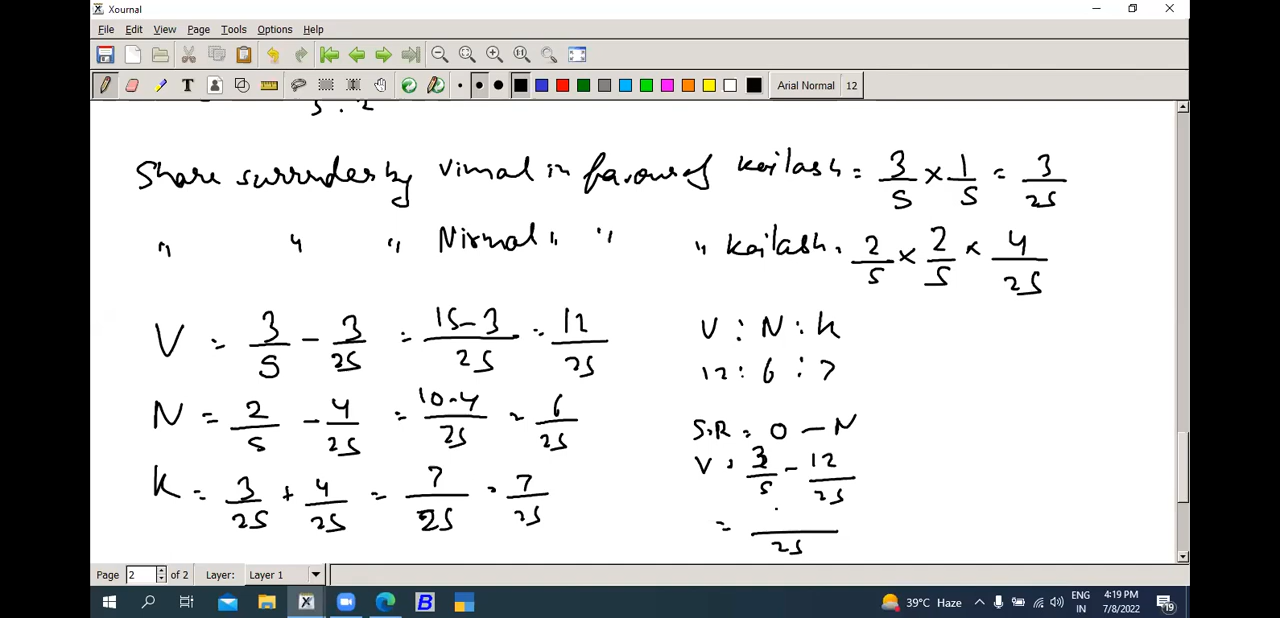 Xournal
File Edit View Page Tools Options Help
Arial Normal 12
5 : 2
Share surrender by Vimal in favour of Kailash = 3/5 × 1/5 = 3/25
" " " Nirmal " " " Kailash = 2/5 × 2/5 × 4/25
V = 3/5 - 3/25 = 15-3/25 = 12/25
N = 2/5 - 4/25 = 10-4/25 = 6/25
K = 3/25 + 4/25 = 7/25 = 7/25
V : N : K
12 : 6 : 7
S.R = O - N
V = 3/5 - 12/25
= /25
Page 2 of 2 Layer: Layer 1
39°C Haze
ENG
IN
4:19 PM
7/8/2022
19